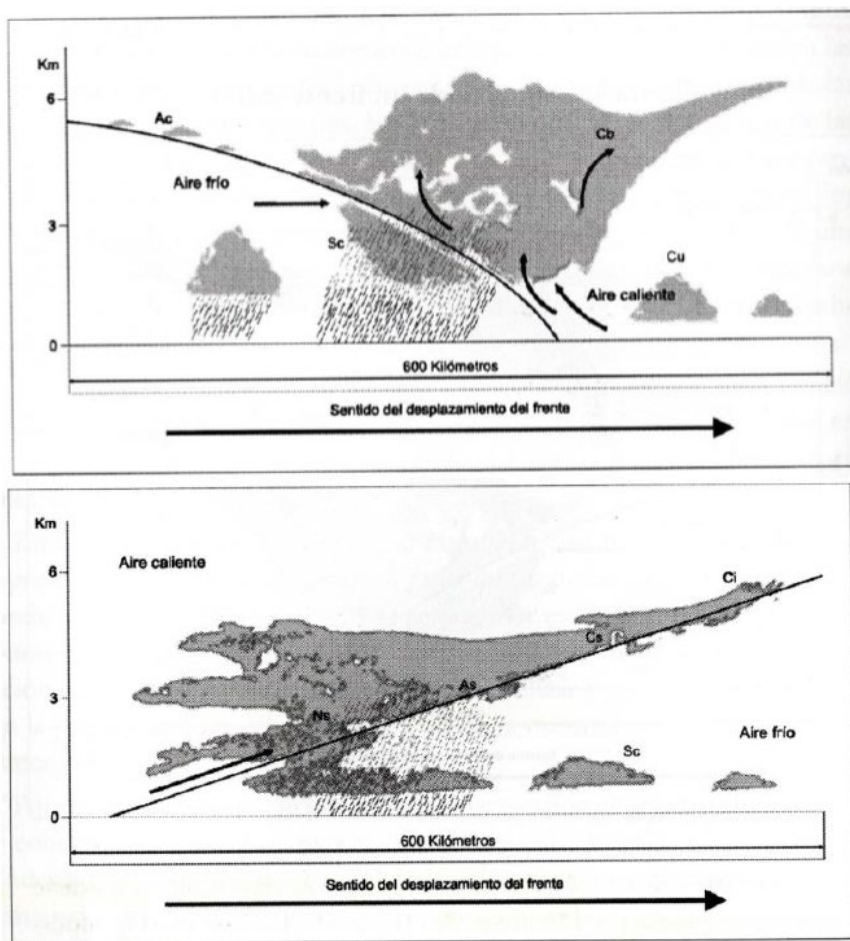 Km
6
Ac
Cb
Aire frío
3
Sc
Cu
Aire caliente
0
600 Kilómetros
Sentido del desplazamiento del frente
Km
Aire caliente
6
Ci
Cs
3
As
Ns
Sc
Aire frío
0
600 Kilómetros
Sentido del desplazamiento del frente